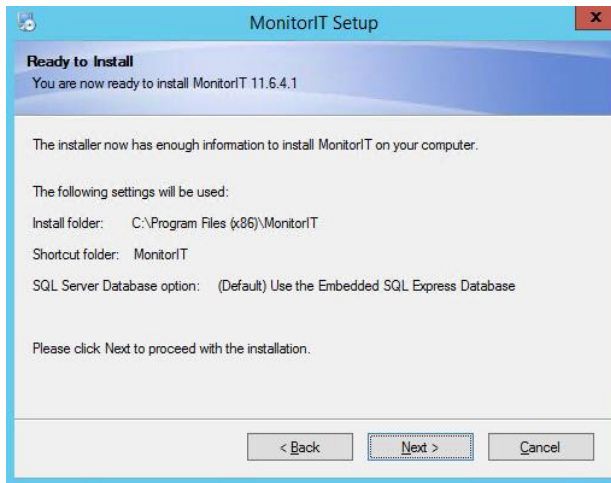 MonitorIT Setup
x
Ready to Install
You are now ready to install MonitorIT 11.6.4.1
The installer now has enough information to install MonitorIT on your computer.
The following settings will be used:
Install folder: C:\Program Files (x86)\MonitorIT
Shortcut folder: MonitorIT
SQL Server Database option: (Default) Use the Embedded SQL Express Database
Please click Next to proceed with the installation.
< Back Next > Cancel